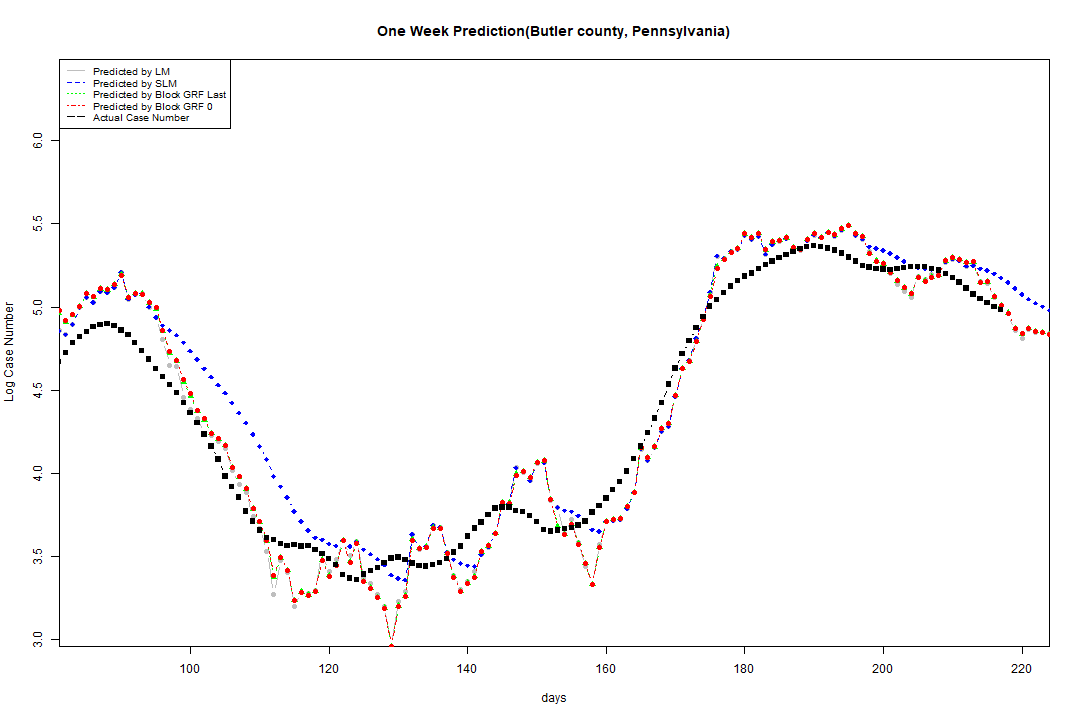 One Week Prediction(Butler county, Pennsylvania)
Predicted by LM
Predicted by SLM
Predicted by Block GRF Last
Predicted by Block GRF 0
Actual Case Number
Log Case Number
6.0
5.5
5.0
4.5
4.0
3.5
3.0
100 120 140 160 180 200 220
days